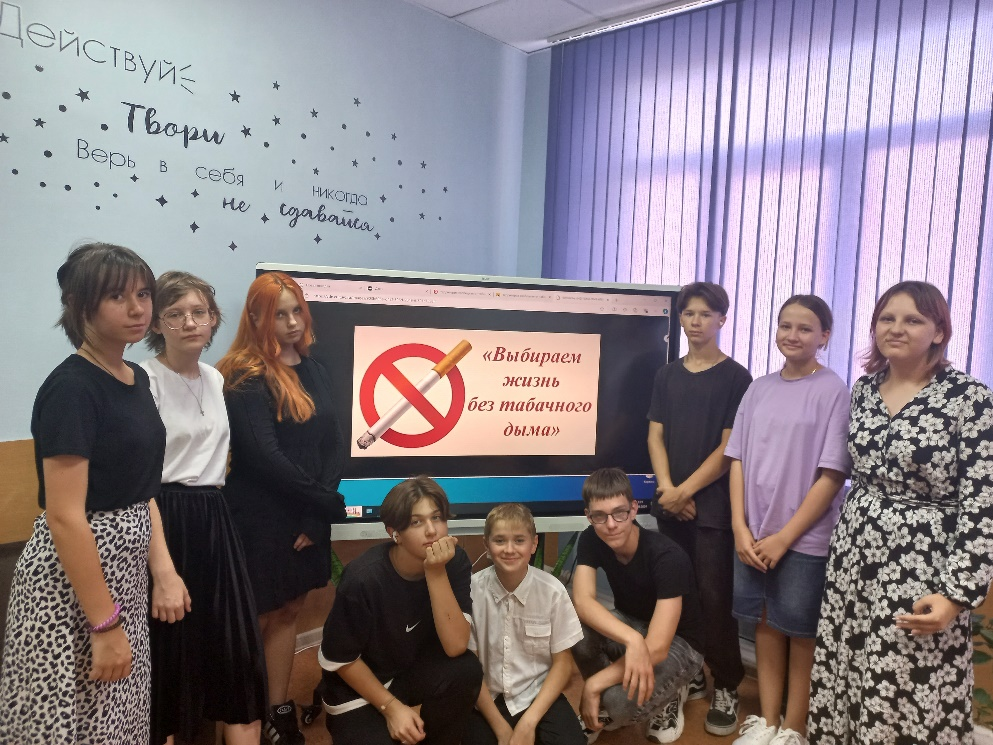 Действуй
Твори
Верь в себя и никогда
не сдавайся
«Выбираем
жизнь
без табачного
дыма»